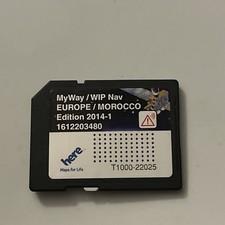 MyWay / WIP Nav
EUROPE / MOROCCO
Edition 2014-1
1612203480
here
Maps for Life
T1000-22025